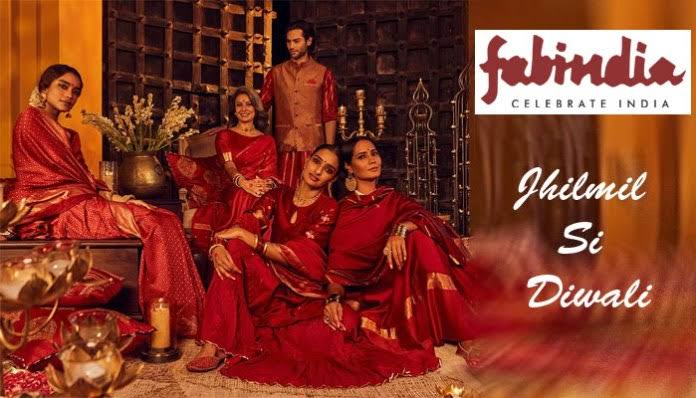 fabindia
CELEBRATE INDIA
Jhilmil
Si
Diwali